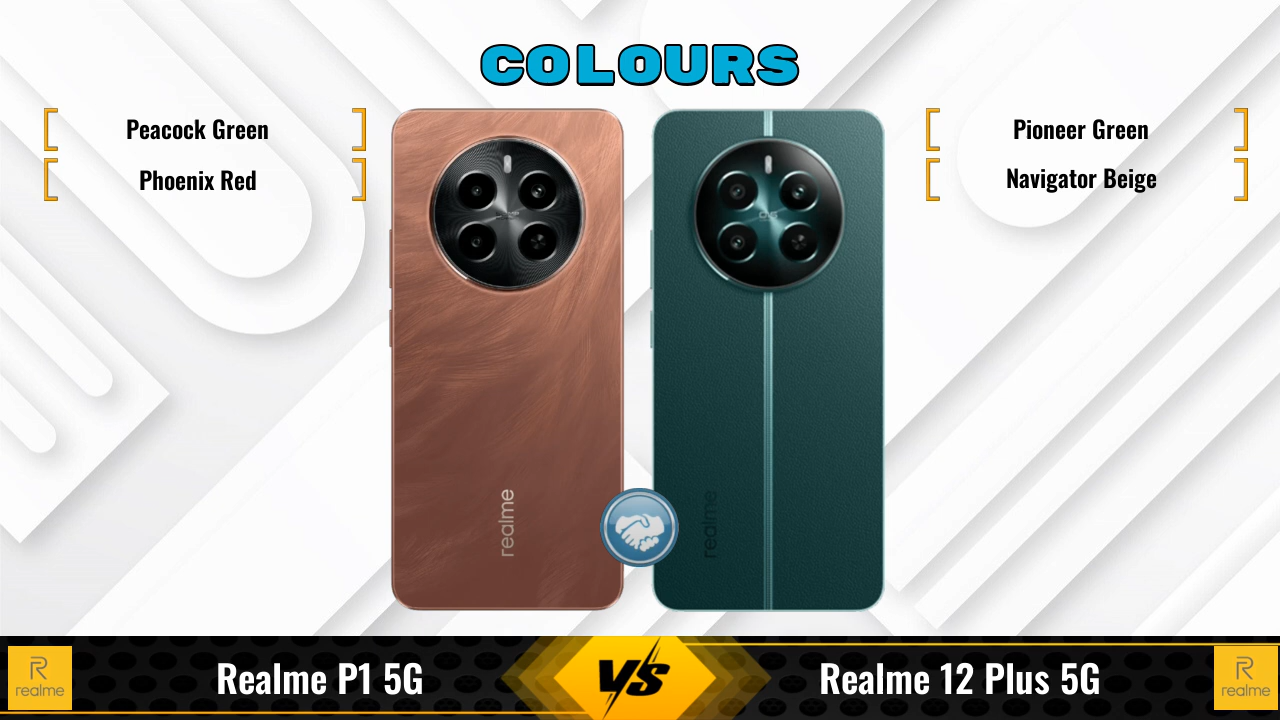 COLOURS
Peacock Green
Phoenix Red
Pioneer Green
Navigator Beige
realme
realme
Realme P1 5G
VS
Realme 12 Plus 5G
R
realme
R
realme